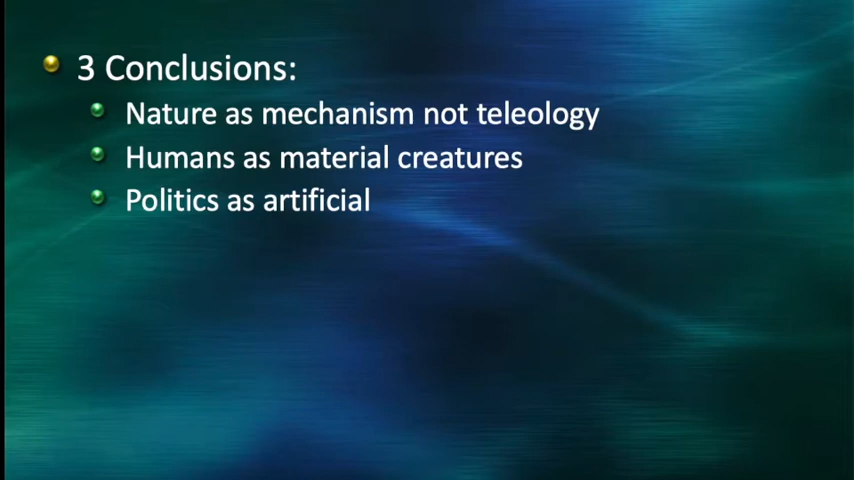 3 Conclusions:
Nature as mechanism not teleology
Humans as material creatures
Politics as artificial